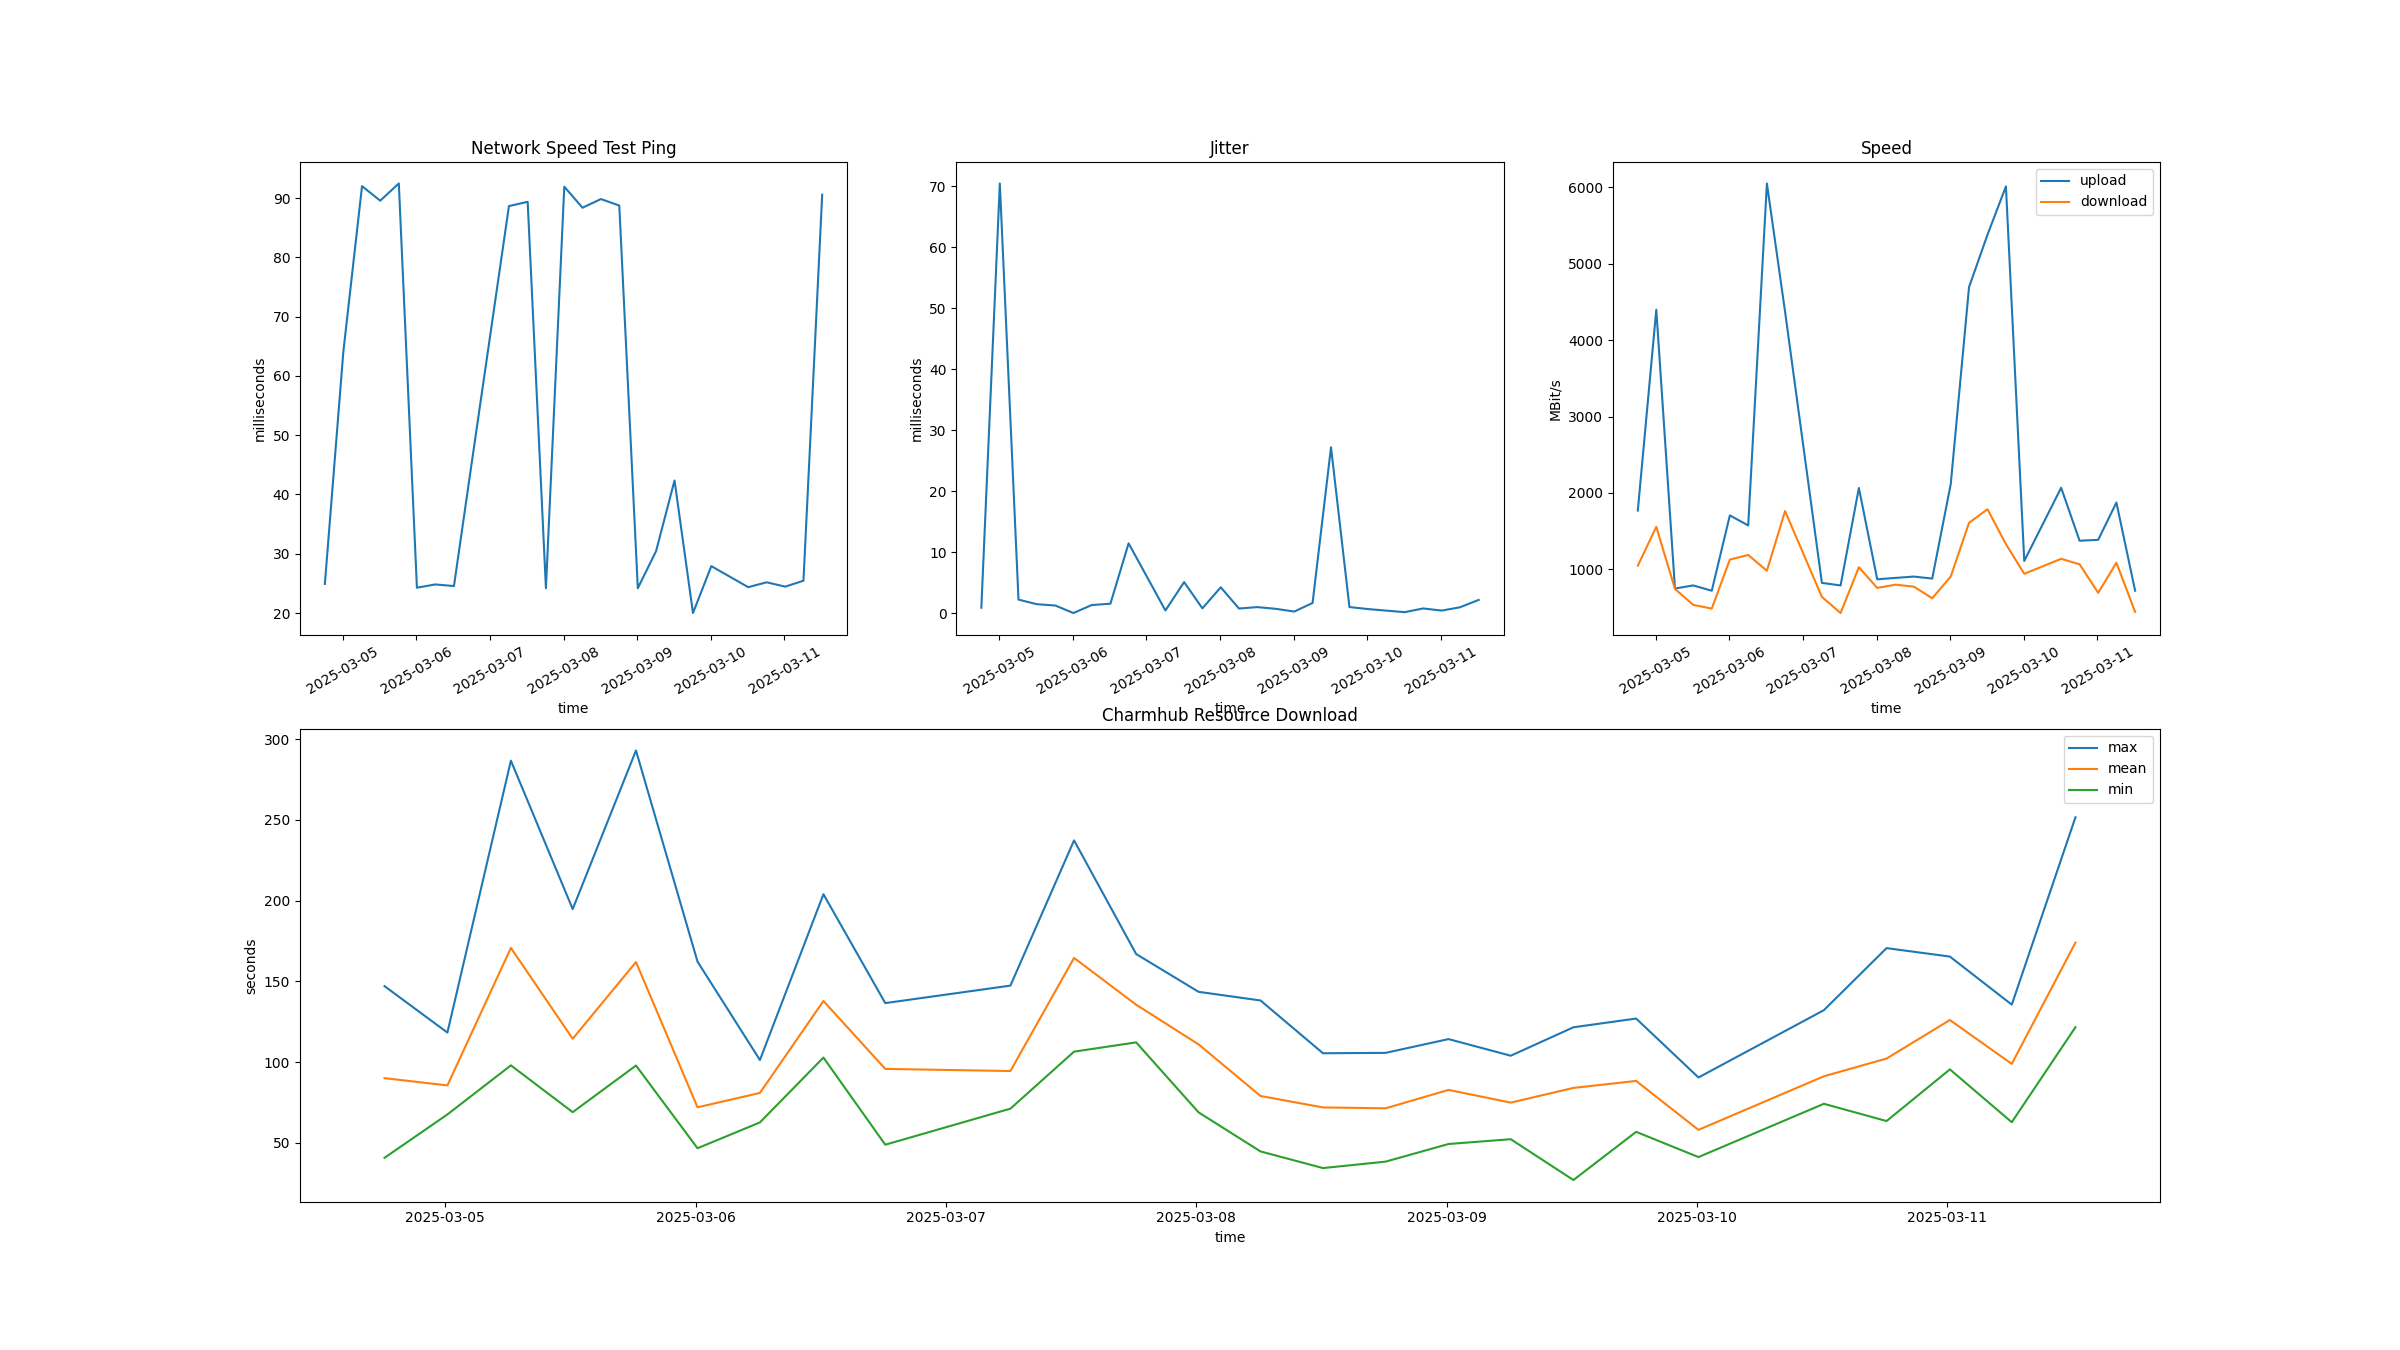 Network Speed Test Ping
milliseconds
90
80
70
60
50
40
30
20
2025-03-05 2025-03-06 2025-03-07 2025-03-08 2025-03-09 2025-03-10 2025-03-11
time
Jitter
milliseconds
70
60
50
40
30
20
10
0
2025-03-05 2025-03-06 2025-03-07 2025-03-08 2025-03-09 2025-03-10 2025-03-11
time
Speed
MBit/s
6000
5000
4000
3000
2000
1000
upload
download
2025-03-05 2025-03-06 2025-03-07 2025-03-08 2025-03-09 2025-03-10 2025-03-11
time
Charmhub Resource Download
seconds
300
250
200
150
100
50
max
mean
min
2025-03-05 2025-03-06 2025-03-07 2025-03-08 2025-03-09 2025-03-10 2025-03-11
time